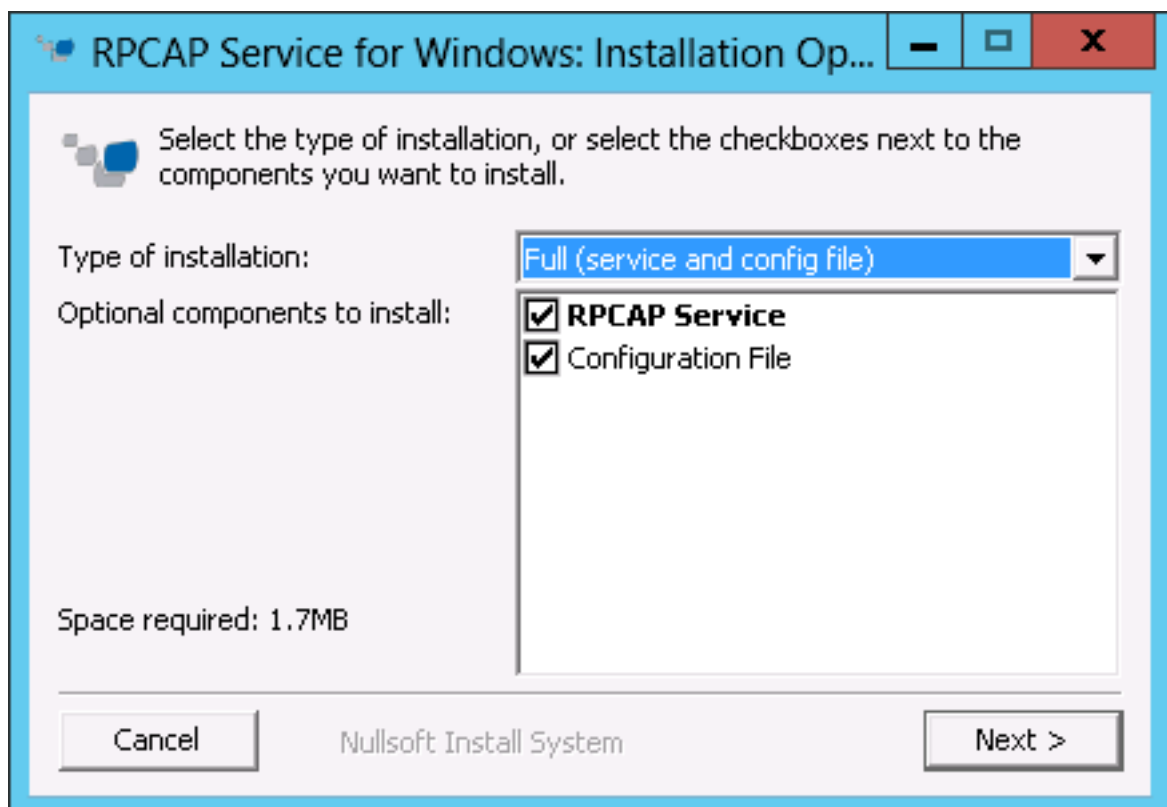 RPCAP Service for Windows: Installation Op...
Select the type of installation, or select the checkboxes next to the
components you want to install.
Type of installation:
Full (service and config file)
Optional components to install:
RPCAP Service
Configuration File
Space required: 1.7MB
Cancel
Nullsoft Install System
Next >